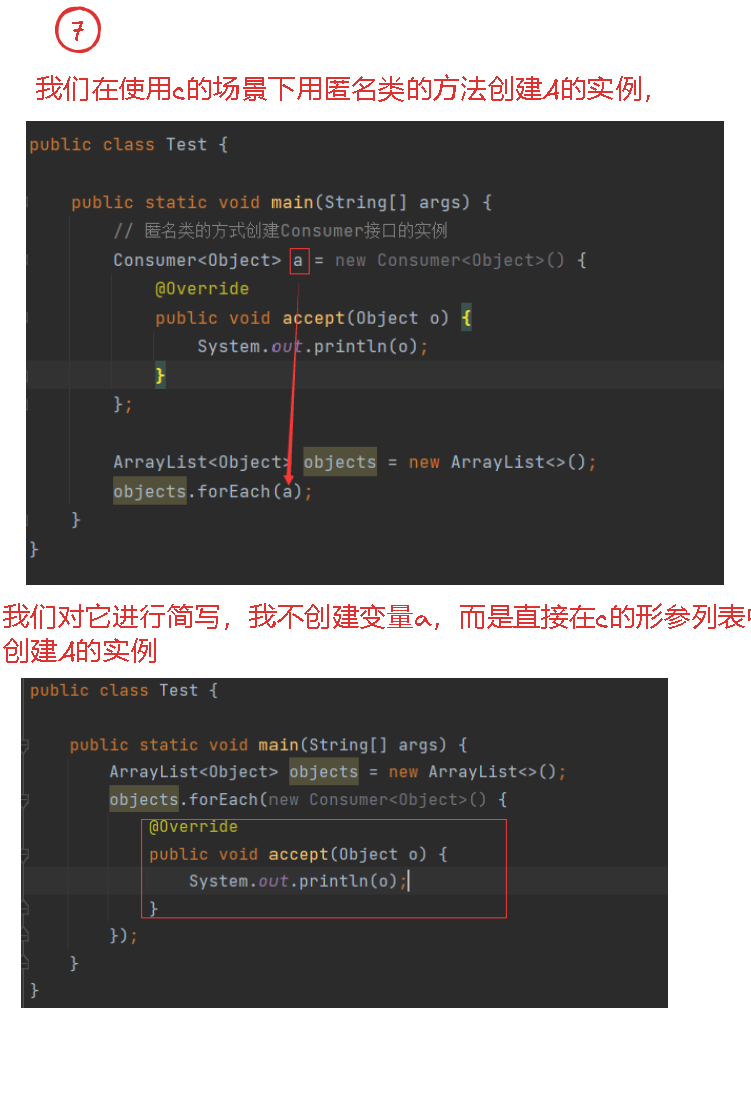 7
我们在使用c的场景下用匿名类的方法创建A的实例，
public class Test {
public static void main(String[] args) {
// 匿名类的方式创建Consumer接口的实例
Consumer<Object> a = new Consumer<Object>() {
@Override
public void accept(Object o) {
System.out.println(o);
}
};
ArrayList<Object> objects = new ArrayList<>();
objects.forEach(a);
}
}
我们对它进行简写，我不创建变量a，而是直接在c的形参列表中
创建A的实例
public class Test {
public static void main(String[] args) {
ArrayList<Object> objects = new ArrayList<>();
objects.forEach(new Consumer<Object>() {
@Override
public void accept(Object o) {
System.out.println(o);
}
});
}
}